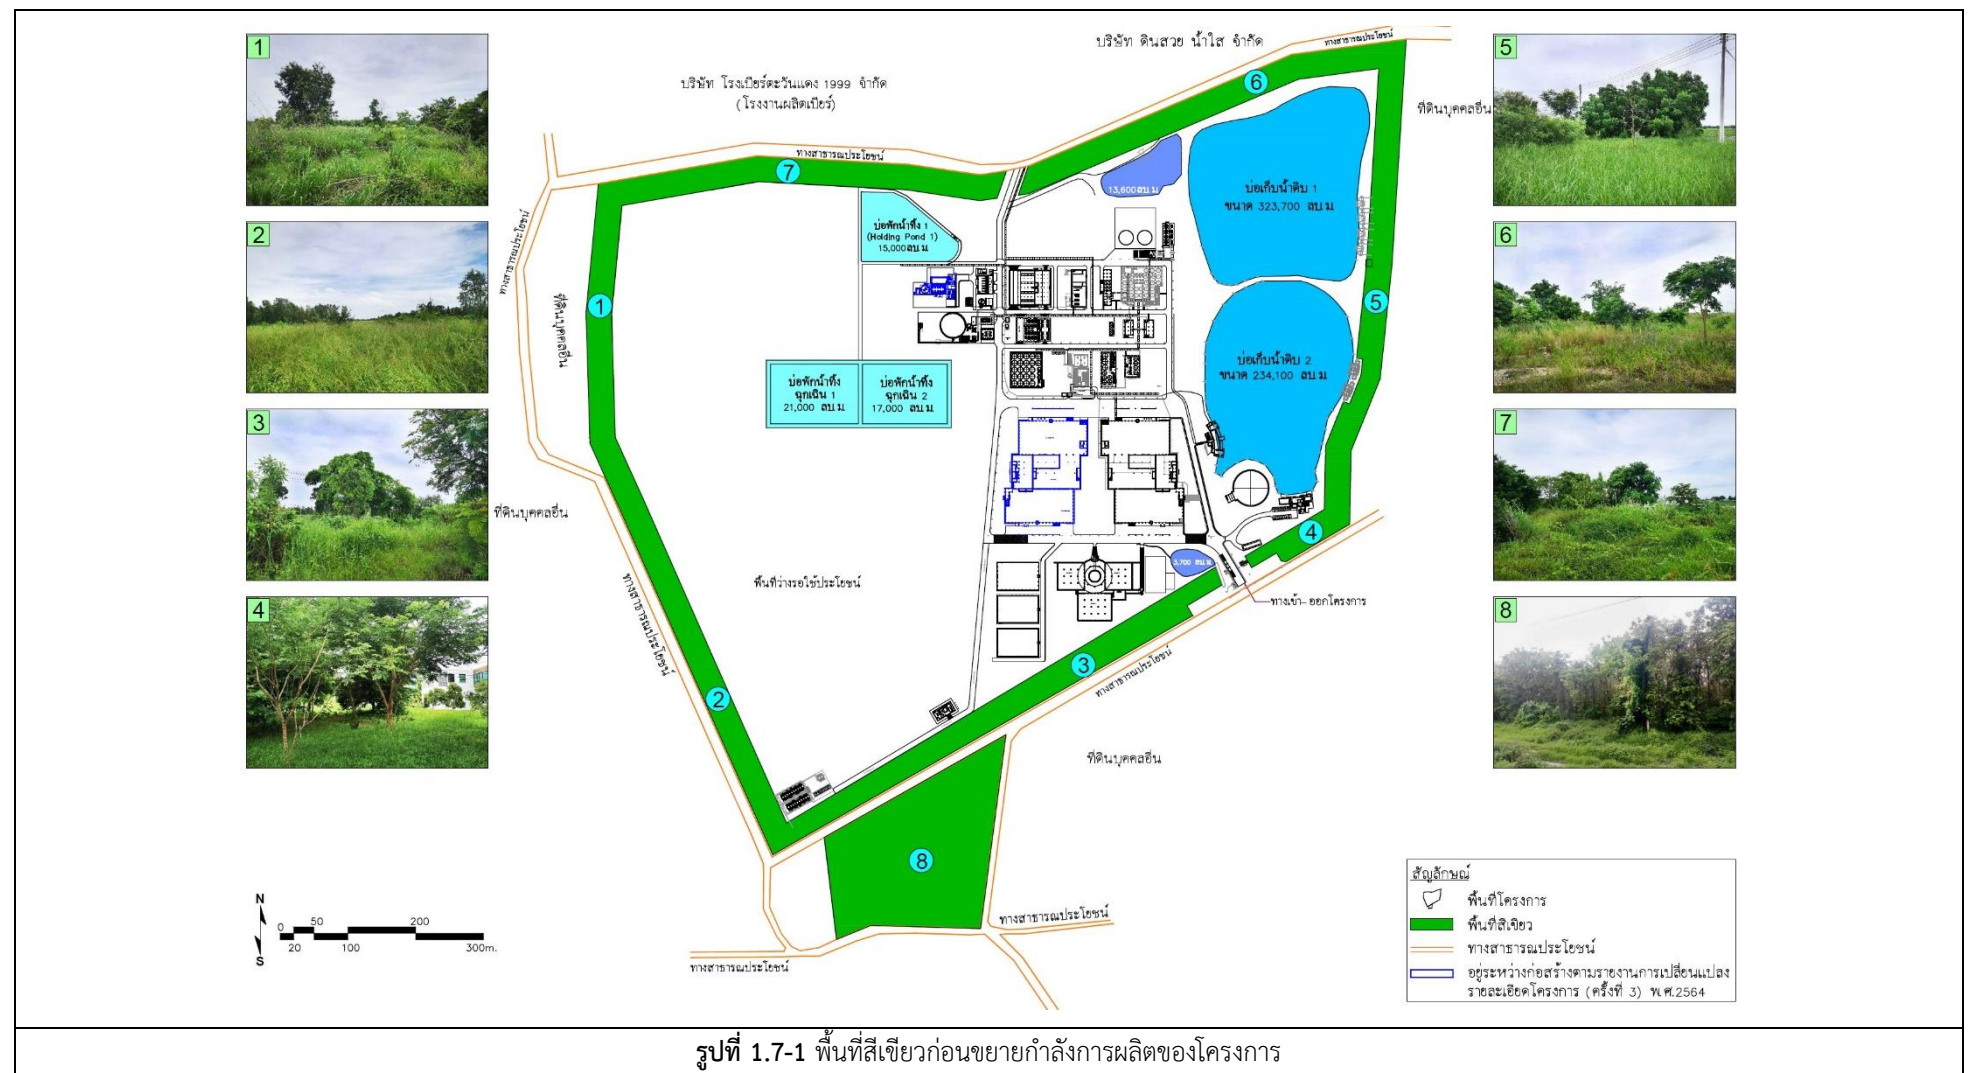 1
2
3
4
5
6
7
8
บริษัท ดินสวย น้ำใส จำกัด
ทางสาธารณประโยชน์
บริษัท โรงเบียร์ตะวันแดง 1999 จำกัด
(โรงงานผลิตเบียร์)
ที่ดินบุคคลอื่น
6
ทางสาธารณประโยชน์
7
13,600ลบ.ม.
บ่อเก็บน้ำดิบ 1
ขนาด 323,700 ลบ.ม.
บ่อพักน้ำทิ้ง 1
(Holding Pond 1)
15,000ลบ.ม.
ทางสาธารณประโยชน์
ที่ดินบุคคลอื่น
1
5
บ่อเก็บน้ำดิบ 2
ขนาด 234,100 ลบ.ม.
บ่อพักน้ำทิ้ง
ฉุกเฉิน 1
21,000 ลบ.ม.
บ่อพักน้ำทิ้ง
ฉุกเฉิน 2
17,000 ลบ.ม.
ที่ดินบุคคลอื่น
4
3,700 ลบ.ม.
พื้นที่ว่างรอใช้ประโยชน์
ทางเข้า-ออกโครงการ
ทางสาธารณประโยชน์
3
ทางสาธารณประโยชน์
2
ที่ดินบุคคลอื่น
8
ทางสาธารณประโยชน์
ทางสาธารณประโยชน์
N
S
0 50 200
20 100 300m.
สัญลักษณ์
พื้นที่โครงการ
พื้นที่สีเขียว
ทางสาธารณประโยชน์
อยู่ระหว่างก่อสร้างตามรายงานการเปลี่ยนแปลง
รายละเอียดโครงการ (ครั้งที่ 3) พ.ศ.2564
รูปที่ 1.7-1 พื้นที่สีเขียวก่อนขยายกำลังการผลิตของโครงการ